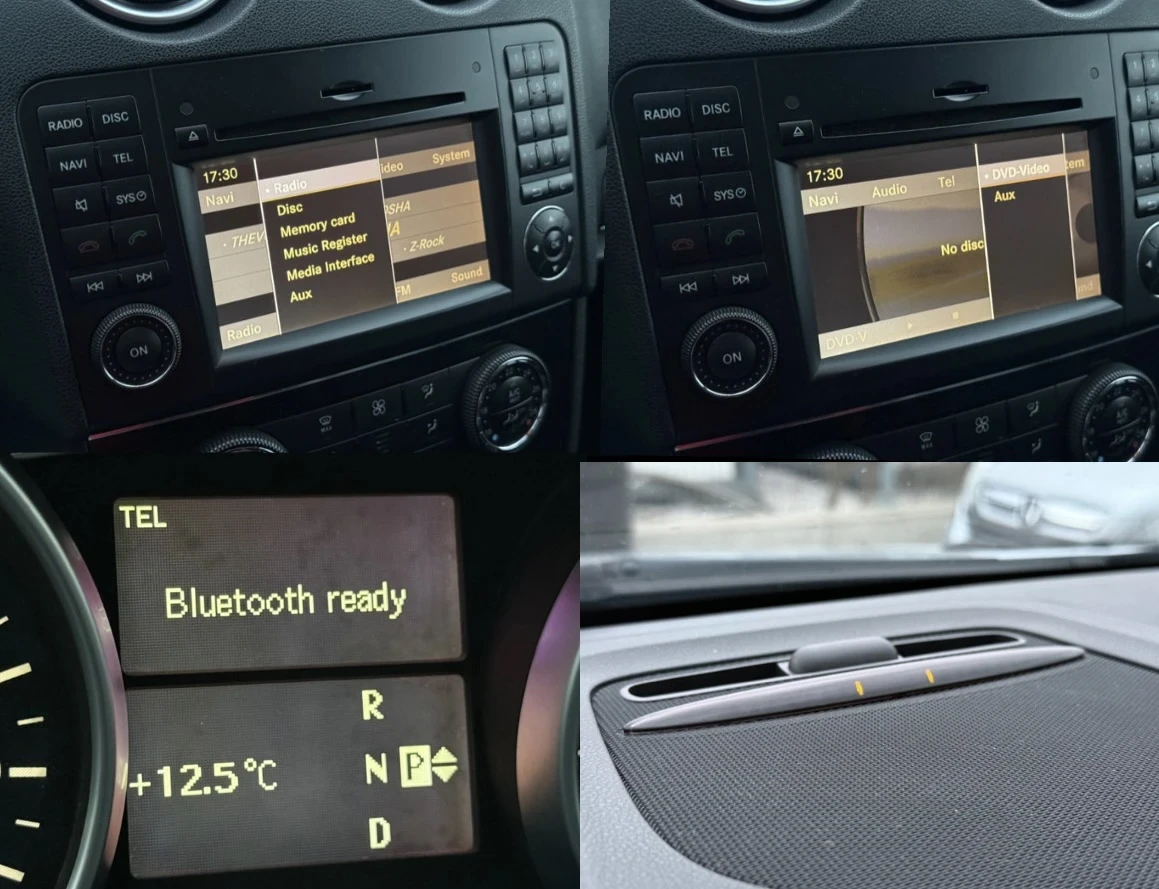 RADIO DISC
NAVI TEL
SYS
ON
17:30
Navi
• Radio
Disc
Memory card
Music Register
Media Interface
Aux
ideo System
• THEV
• Z-Rock
FM Sound
Radio
RADIO DISC
NAVI TEL
SYS
ON
17:30
Navi Audio Tel
• DVD-Video
Aux
No disc
DVD-V
TEL
Bluetooth ready
R
+12.5°C N P
D